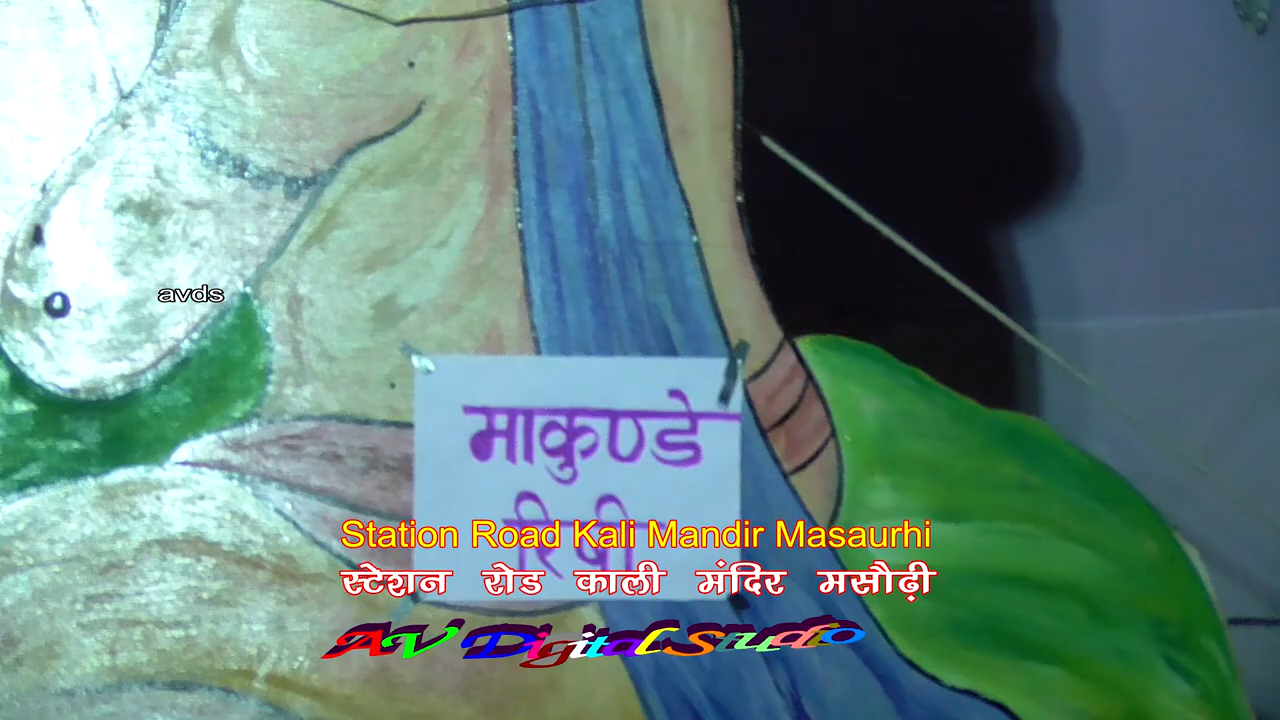 avds
माकुण्डे
रिषी
Station Road Kali Mandir Masaurhi
स्टेशन रोड काली मंदिर मसौढ़ी
AV Digital Studio